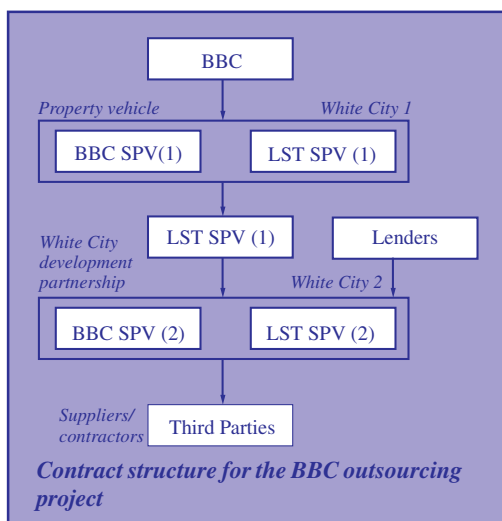 BBC
Property vehicle
White City 1
BBC SPV(1)
LST SPV (1)
LST SPV (1)
Lenders
White City
development
partnership
White City 2
BBC SPV (2)
LST SPV (2)
Suppliers/
contractors
Third Parties
Contract structure for the BBC outsourcing
project